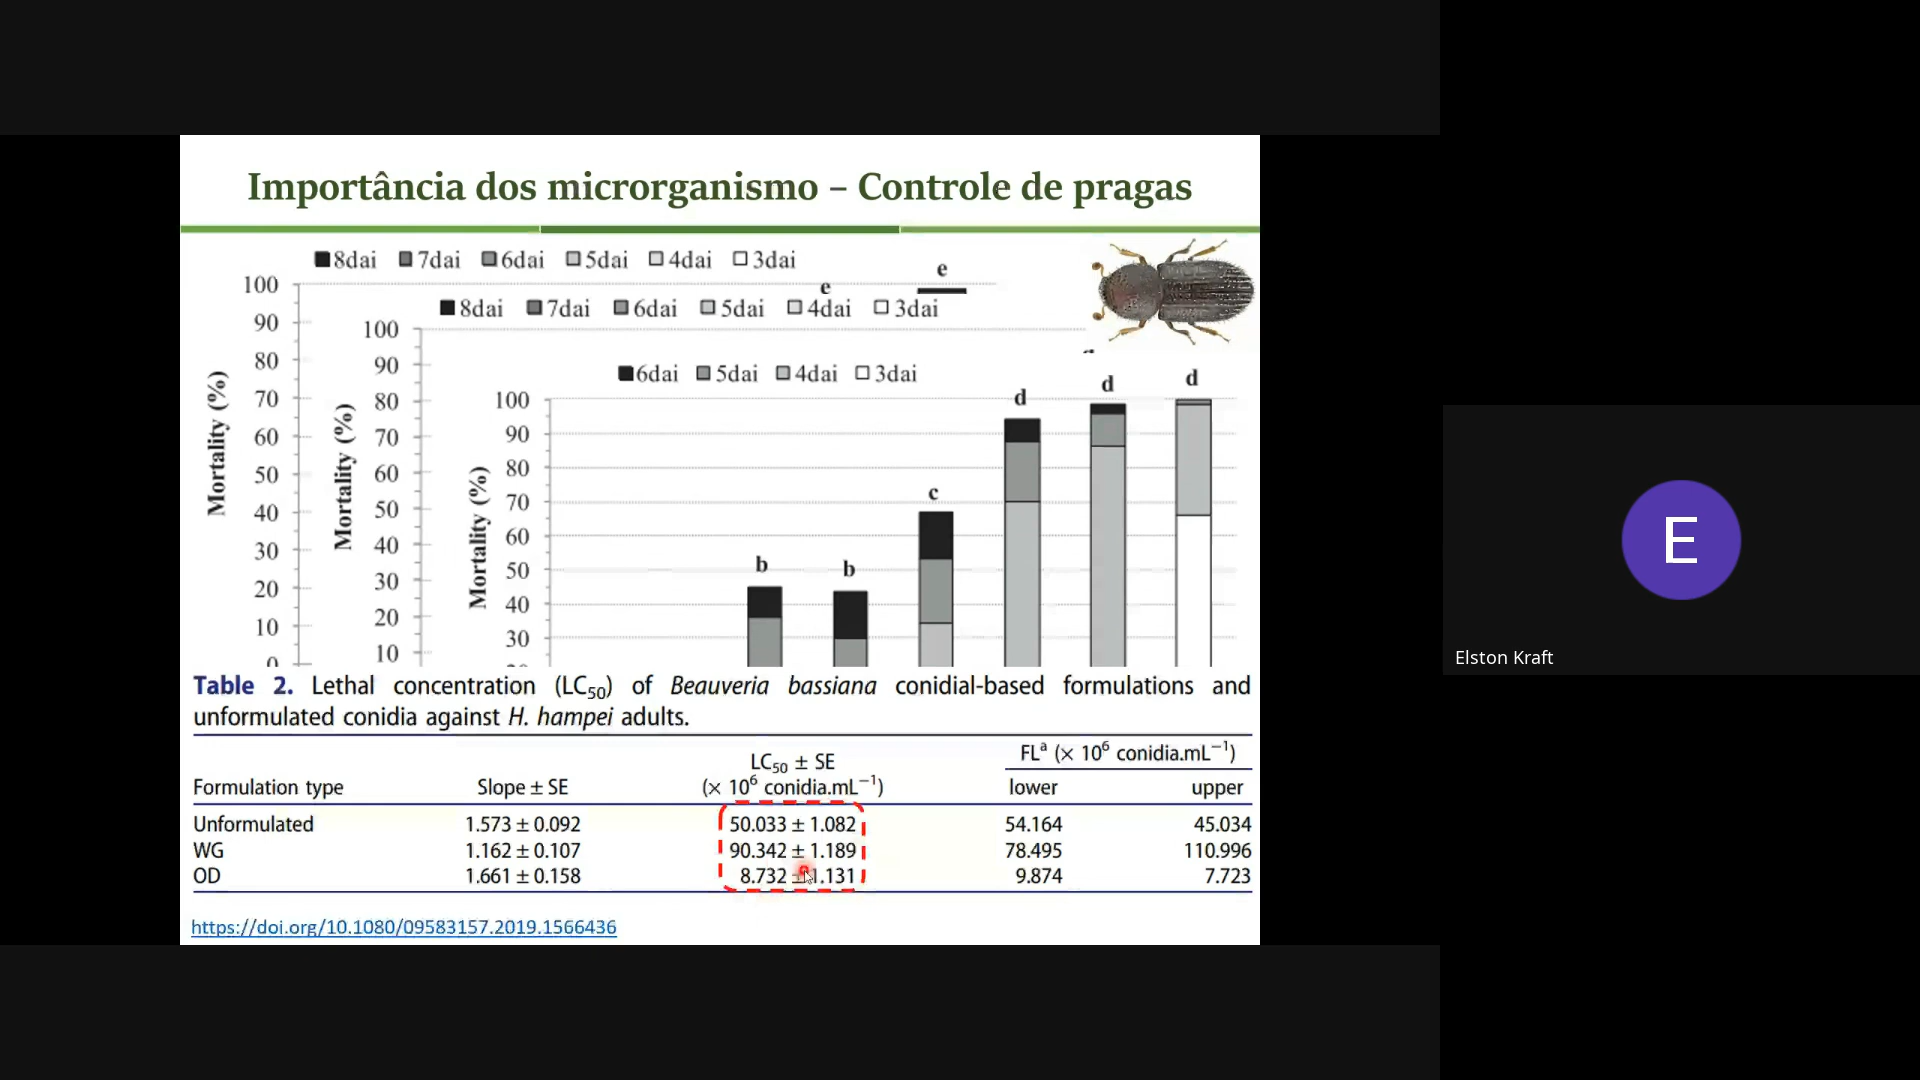 Importância dos microrganismo – Controle de pragas
8dai 7dai 6dai 5dai 4dai 3dai
e
e
100
90
80
70
60
50
40
30
20
10
0
Mortality (%)
8dai 7dai 6dai 5dai 4dai 3dai
100
90
80
70
60
50
40
30
20
10
Mortality (%)
6dai 5dai 4dai 3dai
100
90
80
70
60
50
40
30
Mortality (%)
b
b
c
d
d
d
Table 2. Lethal concentration (LC50) of Beauveria bassiana conidial-based formulations and
unformulated conidia against H. hampei adults.
LC50 ± SE FLa (× 10⁶ conidia.mL⁻¹)
Formulation type Slope ± SE (× 10⁶ conidia.mL⁻¹) lower upper
Unformulated 1.573 ± 0.092 50.033 ± 1.082 54.164 45.034
WG 1.162 ± 0.107 90.342 ± 1.189 78.495 110.996
OD 1.661 ± 0.158 8.732 ± 1.131 9.874 7.723
https://doi.org/10.1080/09583157.2019.1566436
E
Elston Kraft